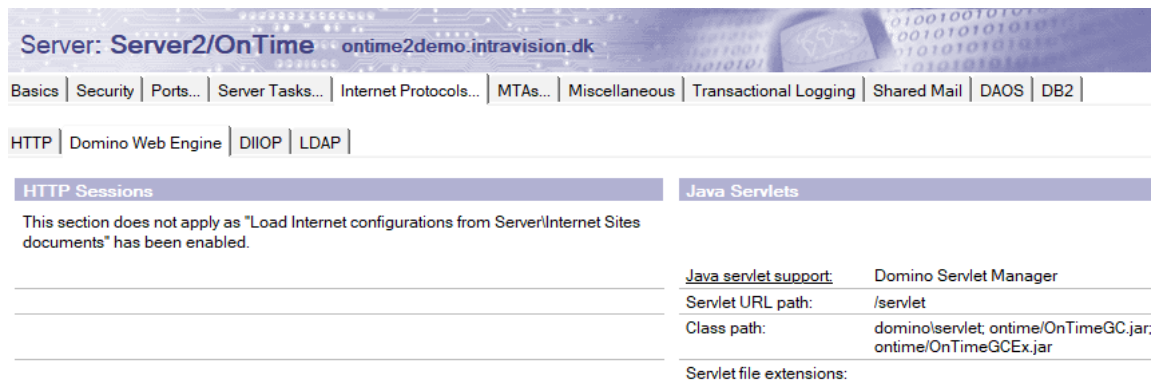 Server: Server2/OnTime ontime2demo.intravision.dk
Basics Security Ports... Server Tasks... Internet Protocols... MTAs... Miscellaneous Transactional Logging Shared Mail DAOS DB2
HTTP Domino Web Engine DIIOP LDAP
HTTP Sessions
This section does not apply as "Load Internet configurations from Server\Internet Sites
documents" has been enabled.
Java Servlets
Java servlet support: Domino Servlet Manager
Servlet URL path: /servlet
Class path: domino\servlet; ontime/OnTimeGC.jar;
ontime/OnTimeGCEx.jar
Servlet file extensions: